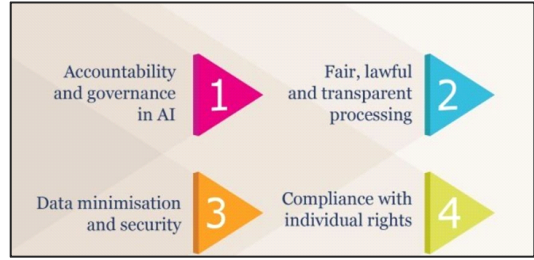 Accountability
and governance
in AI
1
Fair, lawful
and transparent
processing
2
Data minimisation
and security
3
Compliance with
individual rights
4